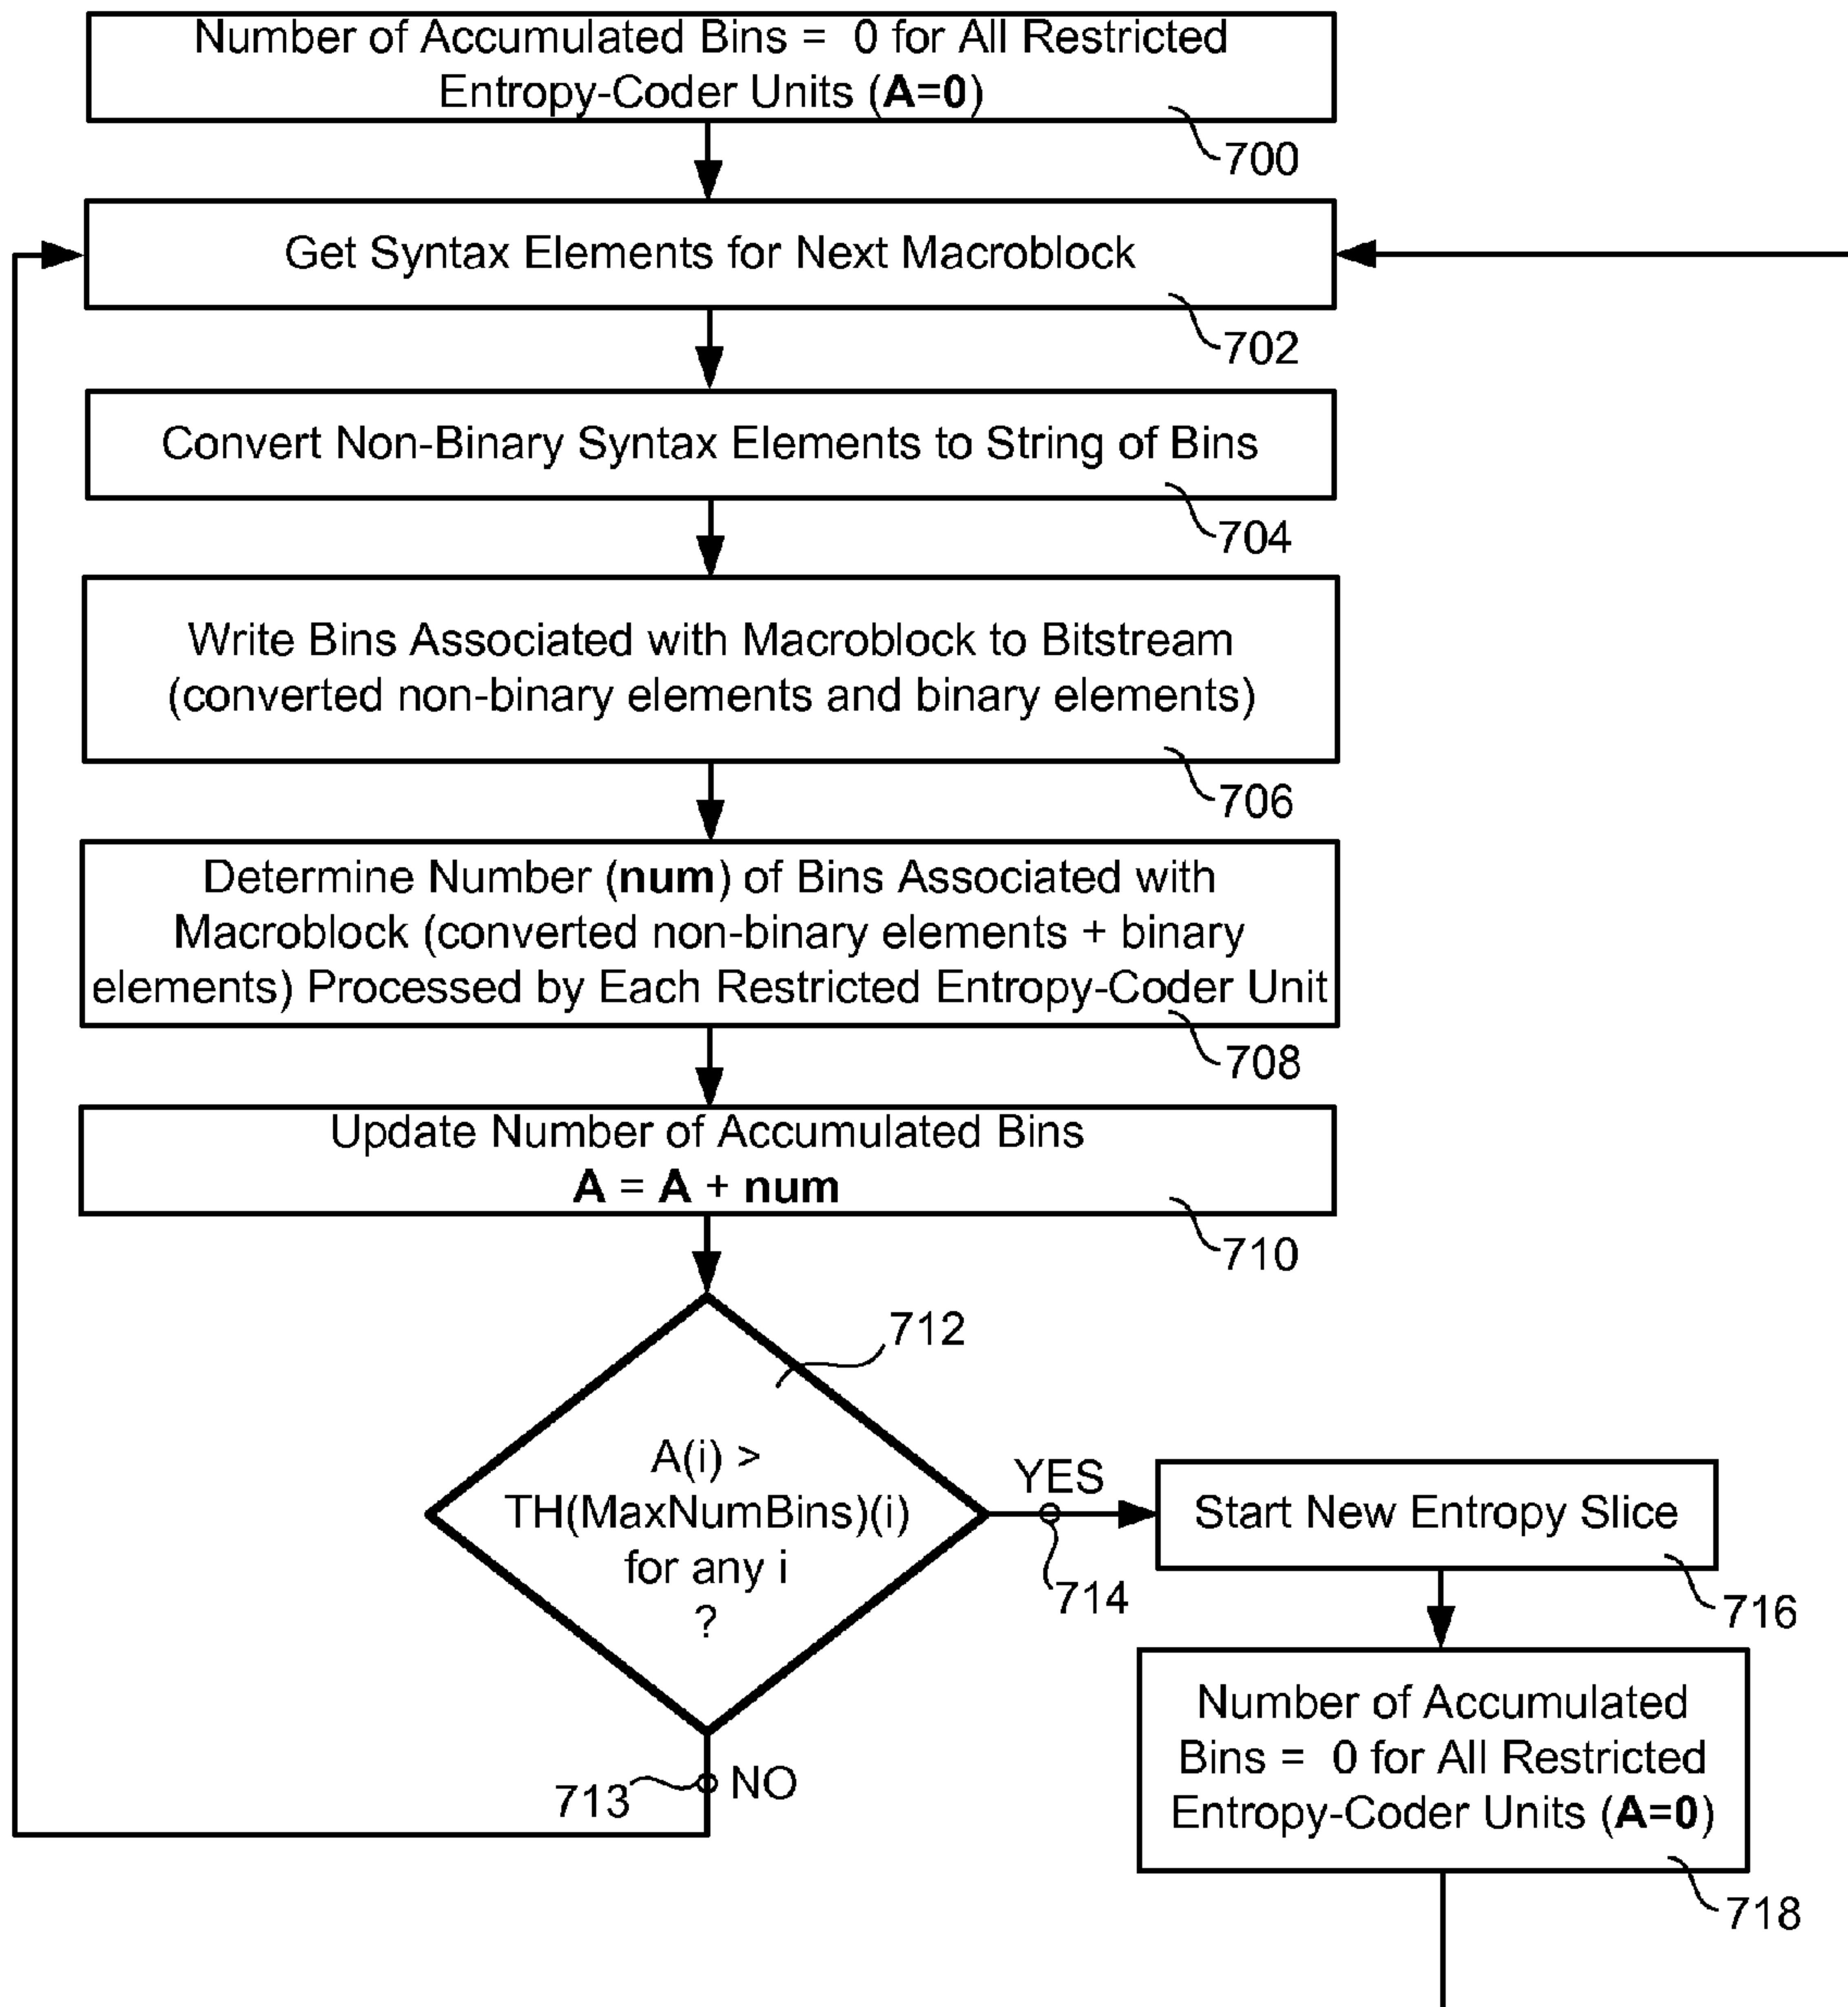 Number of Accumulated Bins =  0 for All Restricted
Entropy-Coder Units (A=0)
700
Get Syntax Elements for Next Macroblock
702
Convert Non-Binary Syntax Elements to String of Bins
704
Write Bins Associated with Macroblock to Bitstream
(converted non-binary elements and binary elements)
706
Determine Number (num) of Bins Associated with
Macroblock (converted non-binary elements + binary
elements) Processed by Each Restricted Entropy-Coder Unit
708
Update Number of Accumulated Bins
A = A + num
710
712
A(i) >
TH(MaxNumBins)(i)
for any i
?
YES
714
Start New Entropy Slice
716
Number of Accumulated
Bins =  0 for All Restricted
Entropy-Coder Units (A=0)
718
713
NO